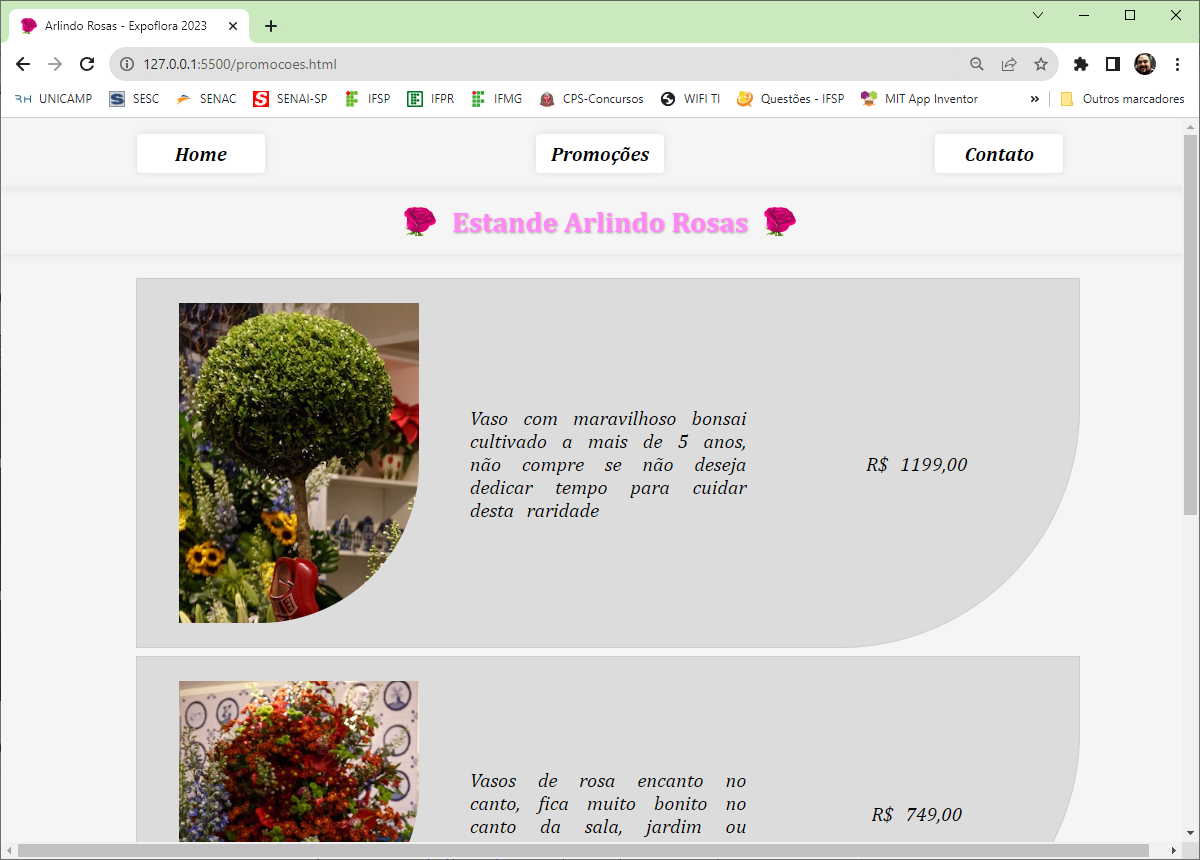 Arlindo Rosas - Expoflora 2023
127.0.0.1:5500/promocoes.html
RH UNICAMP SESC SENAC SENAI-SP IFSP IFPR IFMG CPS-Concursos WIFI TI Questões - IFSP MIT App Inventor » Outros marcadores
Home Promoções Contato
Estande Arlindo Rosas
Vaso com maravilhoso bonsai
cultivado a mais de 5 anos,
não compre se não deseja
dedicar tempo para cuidar
desta raridade
R$ 1199,00
Vasos de rosa encanto no
canto, fica muito bonito no
canto da sala, jardim ou
R$ 749,00